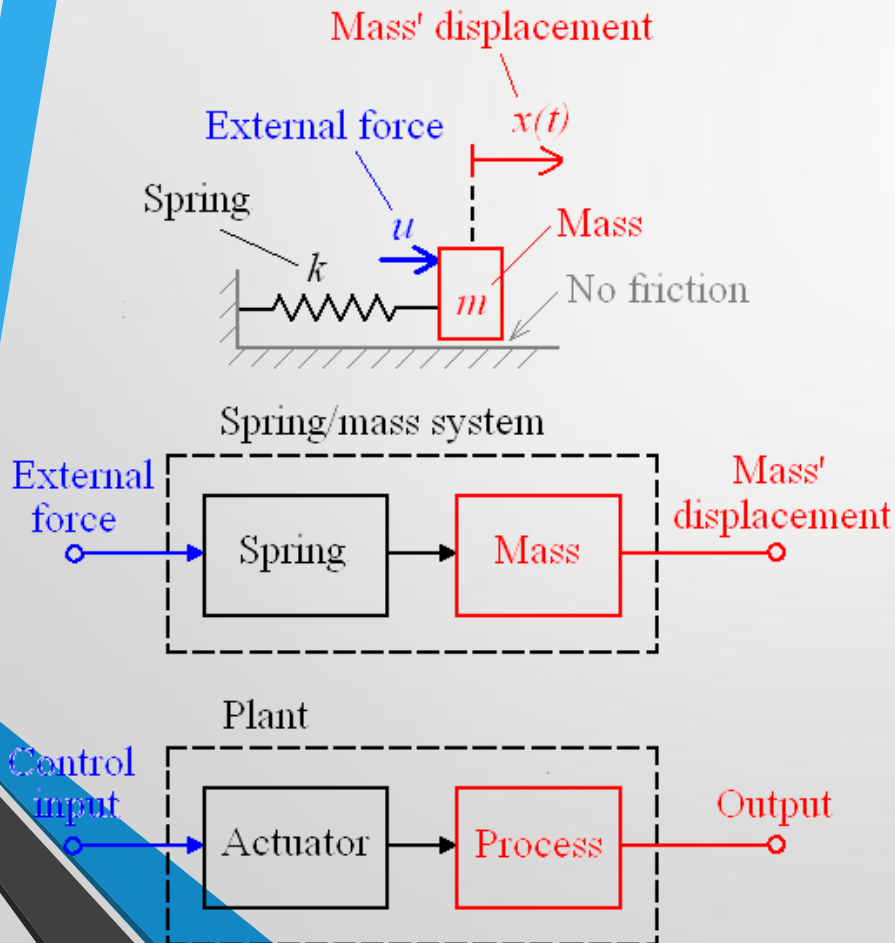 Mass' displacement
x(t)
External force
Spring
u
Mass
k
No friction
m
Spring/mass system
External
force
Mass'
displacement
Spring
Mass
Plant
Control
input
Output
Actuator
Process